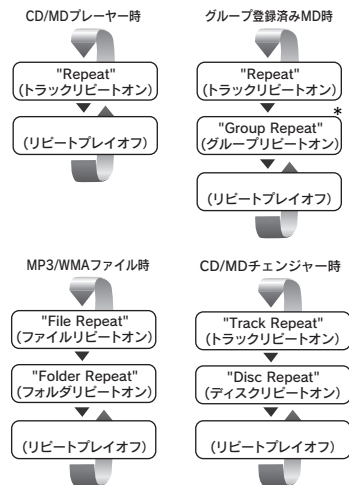 CD/MDプレーヤー時
"Repeat"
(トラックリピートオン)
(リピートプレイオフ)
グループ登録済みMD時
"Repeat"
(トラックリピートオン)
*
"Group Repeat"
(グループリピートオン)
(リピートプレイオフ)
MP3/WMAファイル時
"File Repeat"
(ファイルリピートオン)
"Folder Repeat"
(フォルダリピートオン)
(リピートプレイオフ)
CD/MDチェンジャー時
"Track Repeat"
(トラックリピートオン)
"Disc Repeat"
(ディスクリピートオン)
(リピートプレイオフ)